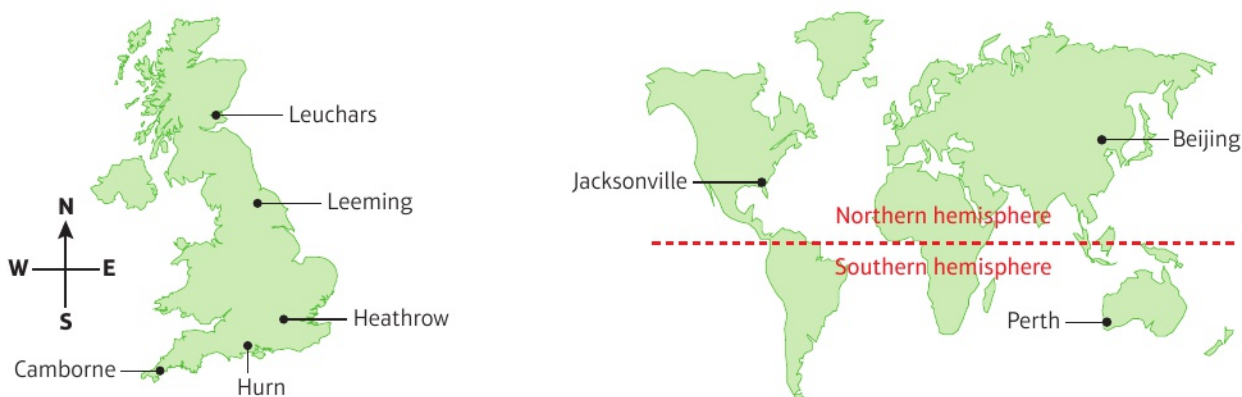 Leuchars
Leeming
N
W
E
S
Heathrow
Camborne
Hurn
Beijing
Jacksonville
Northern hemisphere
Southern hemisphere
Perth